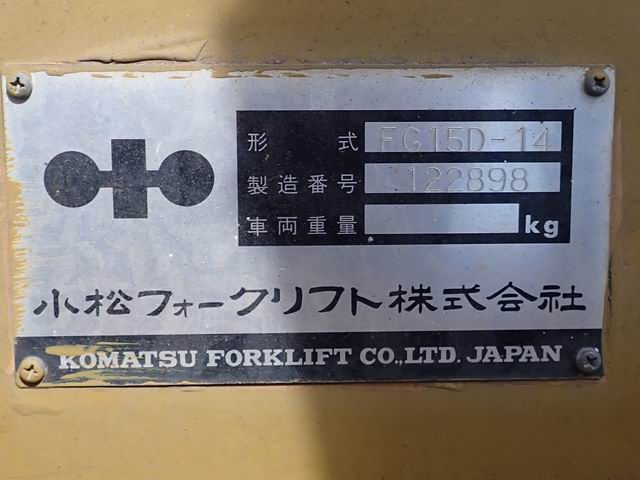 形式 FG15D-14
製造番号 122898
車両重量 kg
小松フォークリフト株式会社
KOMATSU FORKLIFT CO.,LTD. JAPAN